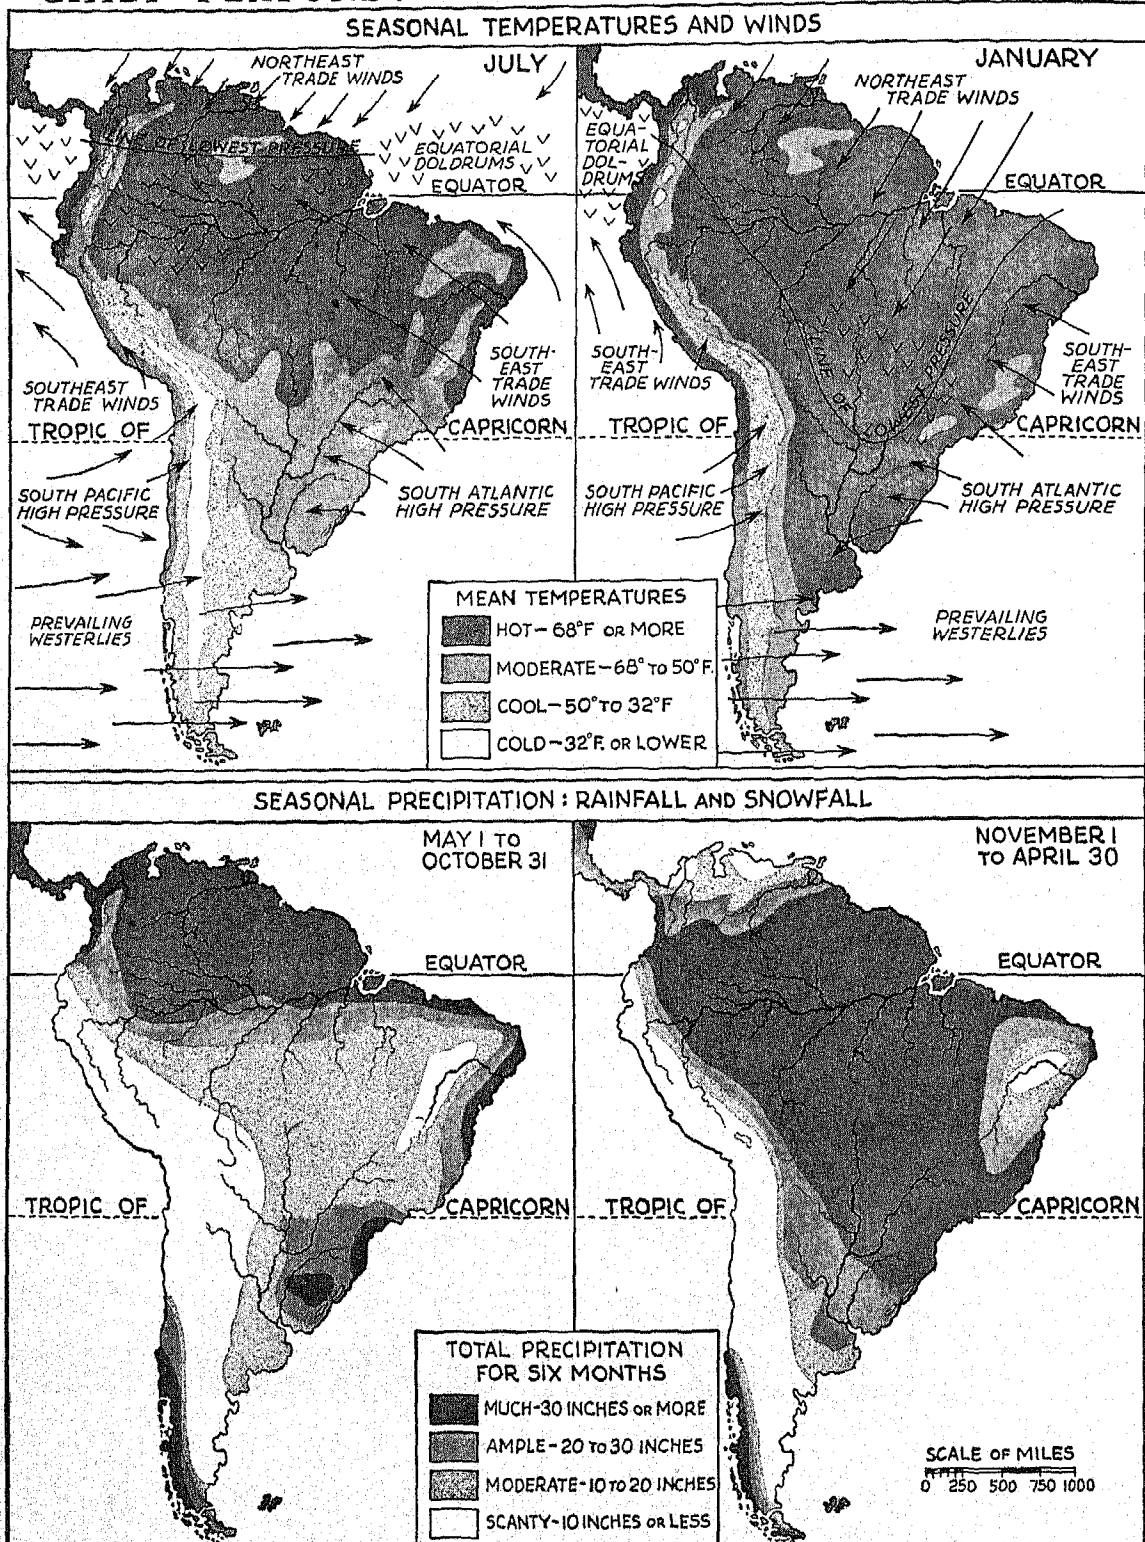 SEASONAL TEMPERATURES AND WINDS
JULY
NORTHEAST
TRADE WINDS
LINE OF LOWEST PRESSURE
EQUATORIAL
DOLDRUMS
EQUATOR
SOUTHEAST
TRADE WINDS
SOUTH-
EAST
TRADE
WINDS
TROPIC OF CAPRICORN
SOUTH PACIFIC
HIGH PRESSURE
SOUTH ATLANTIC
HIGH PRESSURE
PREVAILING
WESTERLIES
JANUARY
NORTHEAST
TRADE WINDS
EQUA-
TORIAL
DOL-
DRUMS
EQUATOR
LINE OF LOWEST PRESSURE
SOUTH-
EAST TRADE WINDS
SOUTH-
EAST
TRADE
WINDS
TROPIC OF CAPRICORN
SOUTH PACIFIC
HIGH PRESSURE
SOUTH ATLANTIC
HIGH PRESSURE
PREVAILING
WESTERLIES
MEAN TEMPERATURES
HOT-68°F OR MORE
MODERATE-68° TO 50°F.
COOL-50° TO 32°F
COLD-32°F. OR LOWER
SEASONAL PRECIPITATION: RAINFALL AND SNOWFALL
MAY 1 TO
OCTOBER 31
EQUATOR
TROPIC OF CAPRICORN
NOVEMBER 1
TO APRIL 30
EQUATOR
TROPIC OF CAPRICORN
TOTAL PRECIPITATION
FOR SIX MONTHS
MUCH-30 INCHES OR MORE
AMPLE-20 TO 30 INCHES
MODERATE-10 TO 20 INCHES
SCANTY-10 INCHES OR LESS
SCALE OF MILES
0 250 500 750 1000